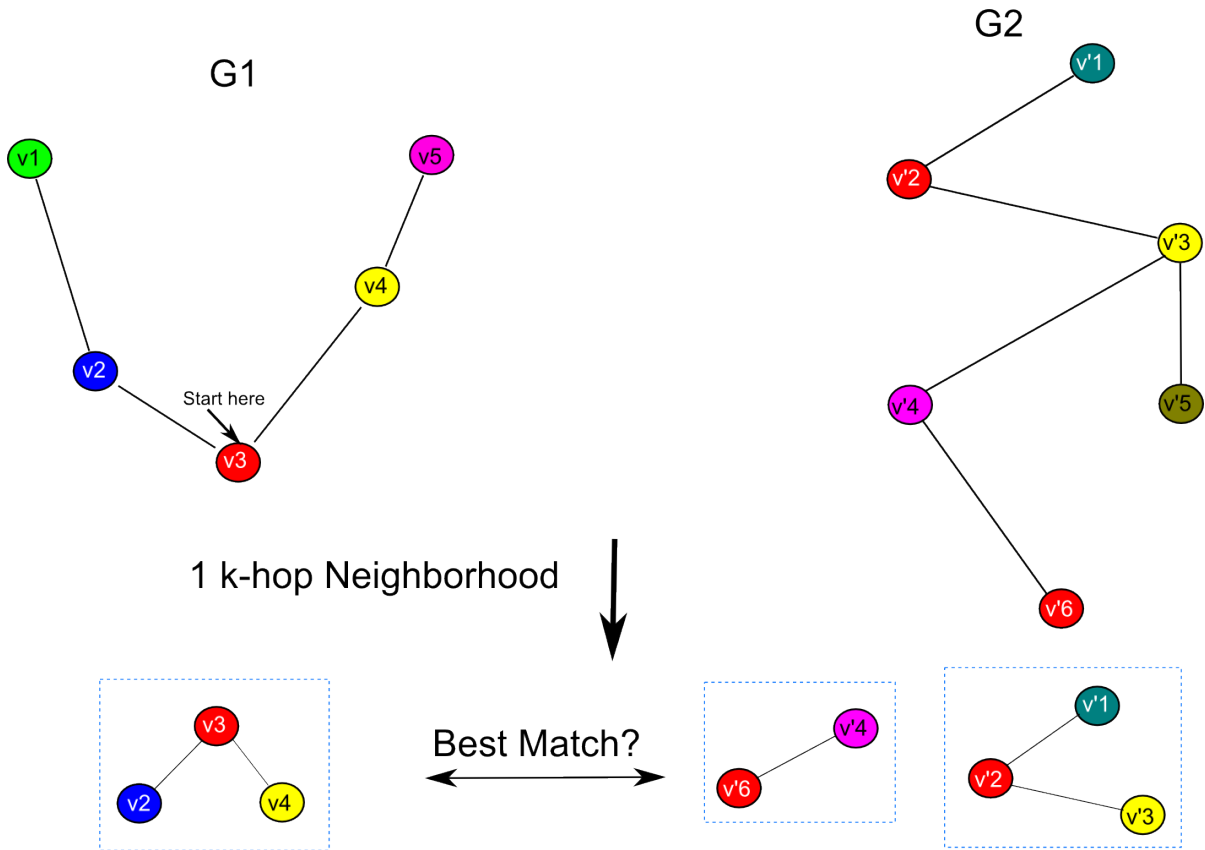 G2
v'1
G1
v1
v5
v'2
v'3
v4
v2
Start here
v'4
v'5
v3
1 k-hop Neighborhood
v'6
v3
v2
v4
Best Match?
v'4
v'6
v'1
v'2
v'3